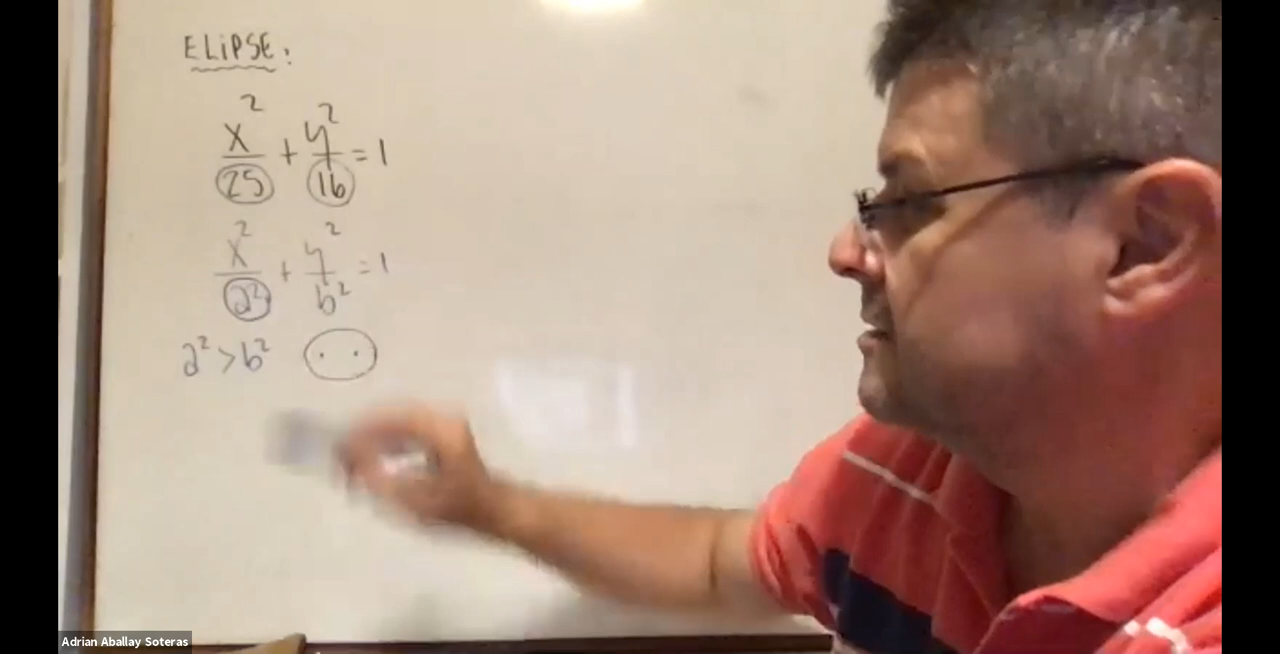 ELIPSE:
x²/25 + y²/16 = 1
x²/a² + y²/b² = 1
a² > b²
Adrian Aballay Soteras